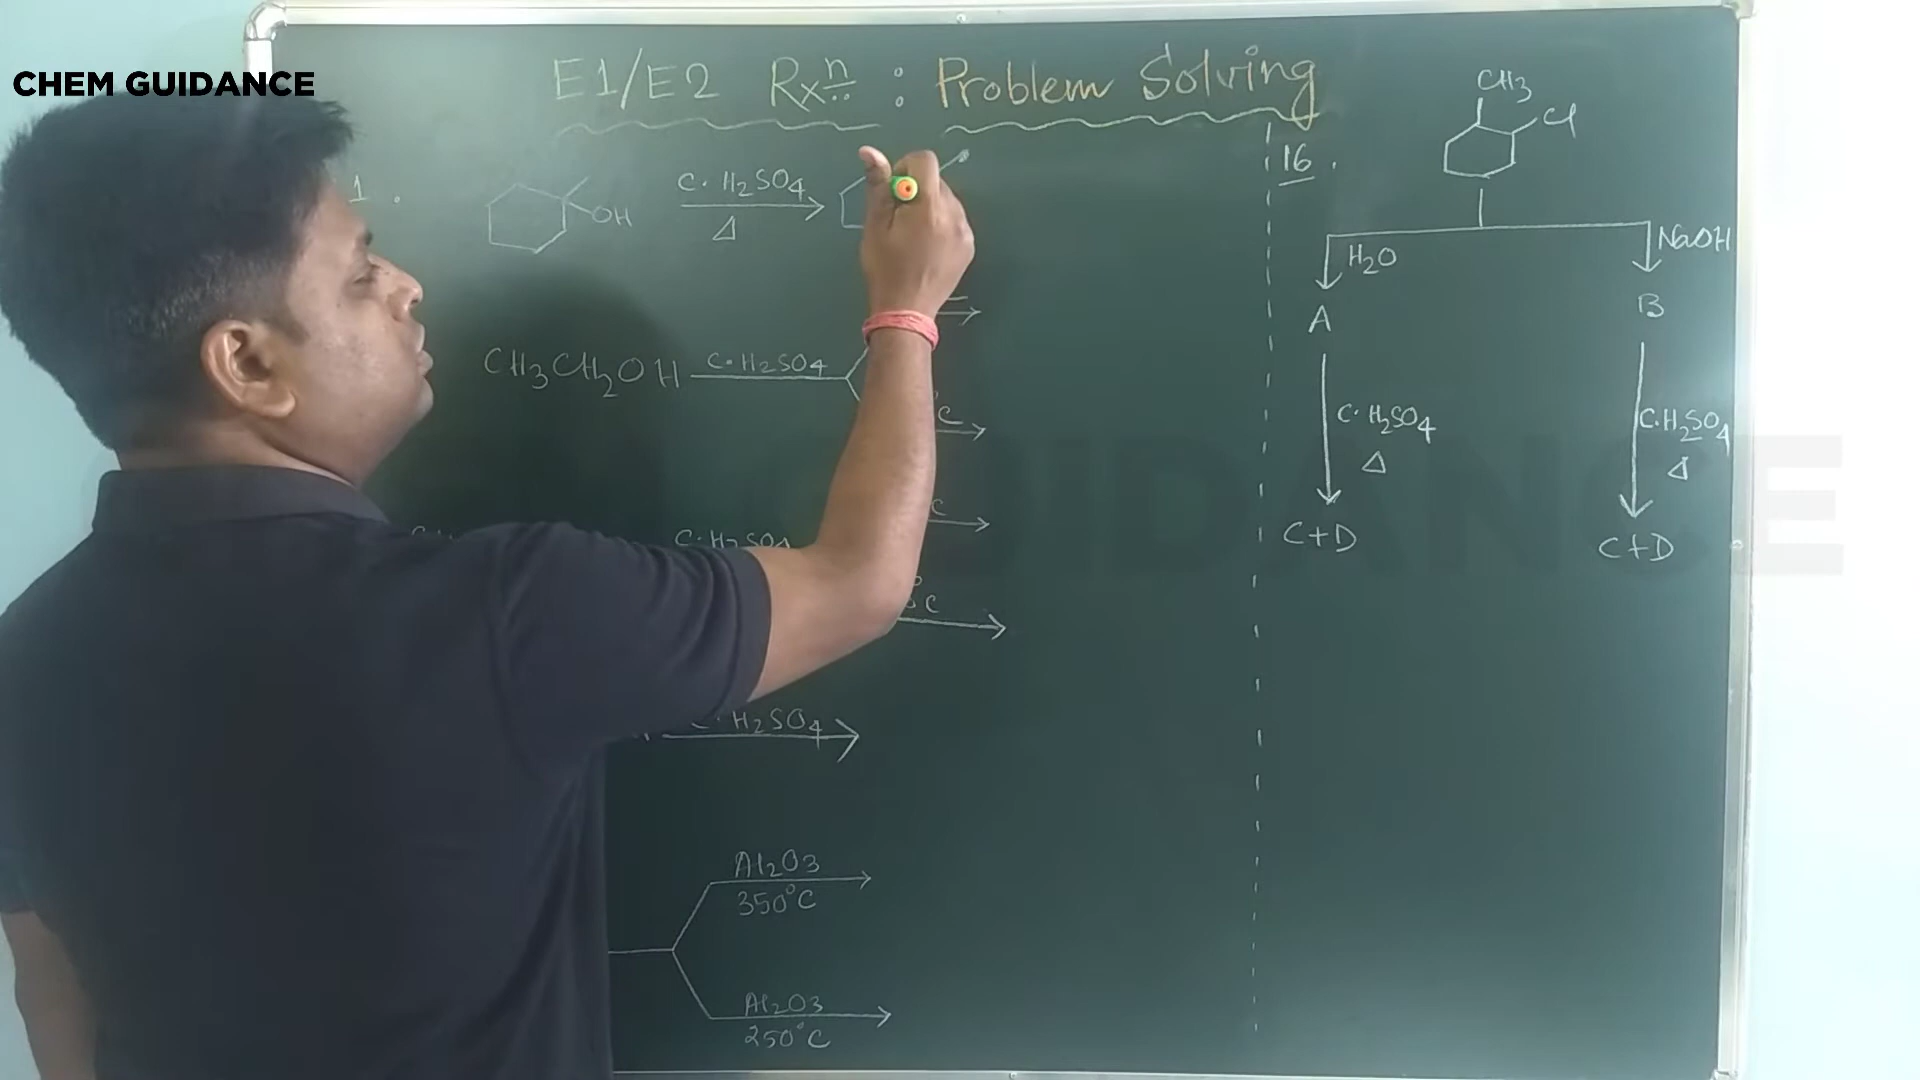 CHEM GUIDANCE
E1/E2 Rxn : Problem Solving
1. OH C. H2SO4 Δ
CH3CH2OH C. H2SO4
C
C. H2SO4
C
°C
C. H2SO4
Al2O3
350°C
Al2O3
250°C
16.
CH3
Cl
H2O
NaOH
A
B
C. H2SO4
Δ
C. H2SO4
Δ
C+D
C+D
GUIDANCE